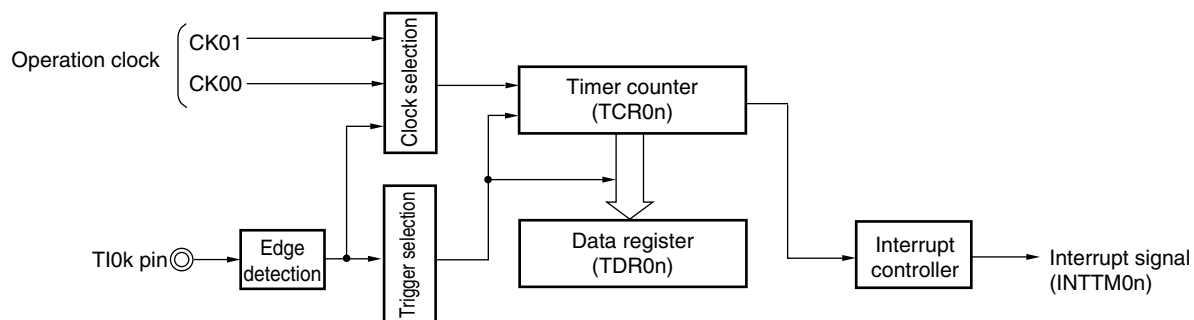 Operation clock
CK01
CK00
Clock selection
Timer counter
(TCR0n)
Trigger selection
Data register
(TDR0n)
TI0k pin
Edge
detection
Interrupt
controller
Interrupt signal
(INTTM0n)